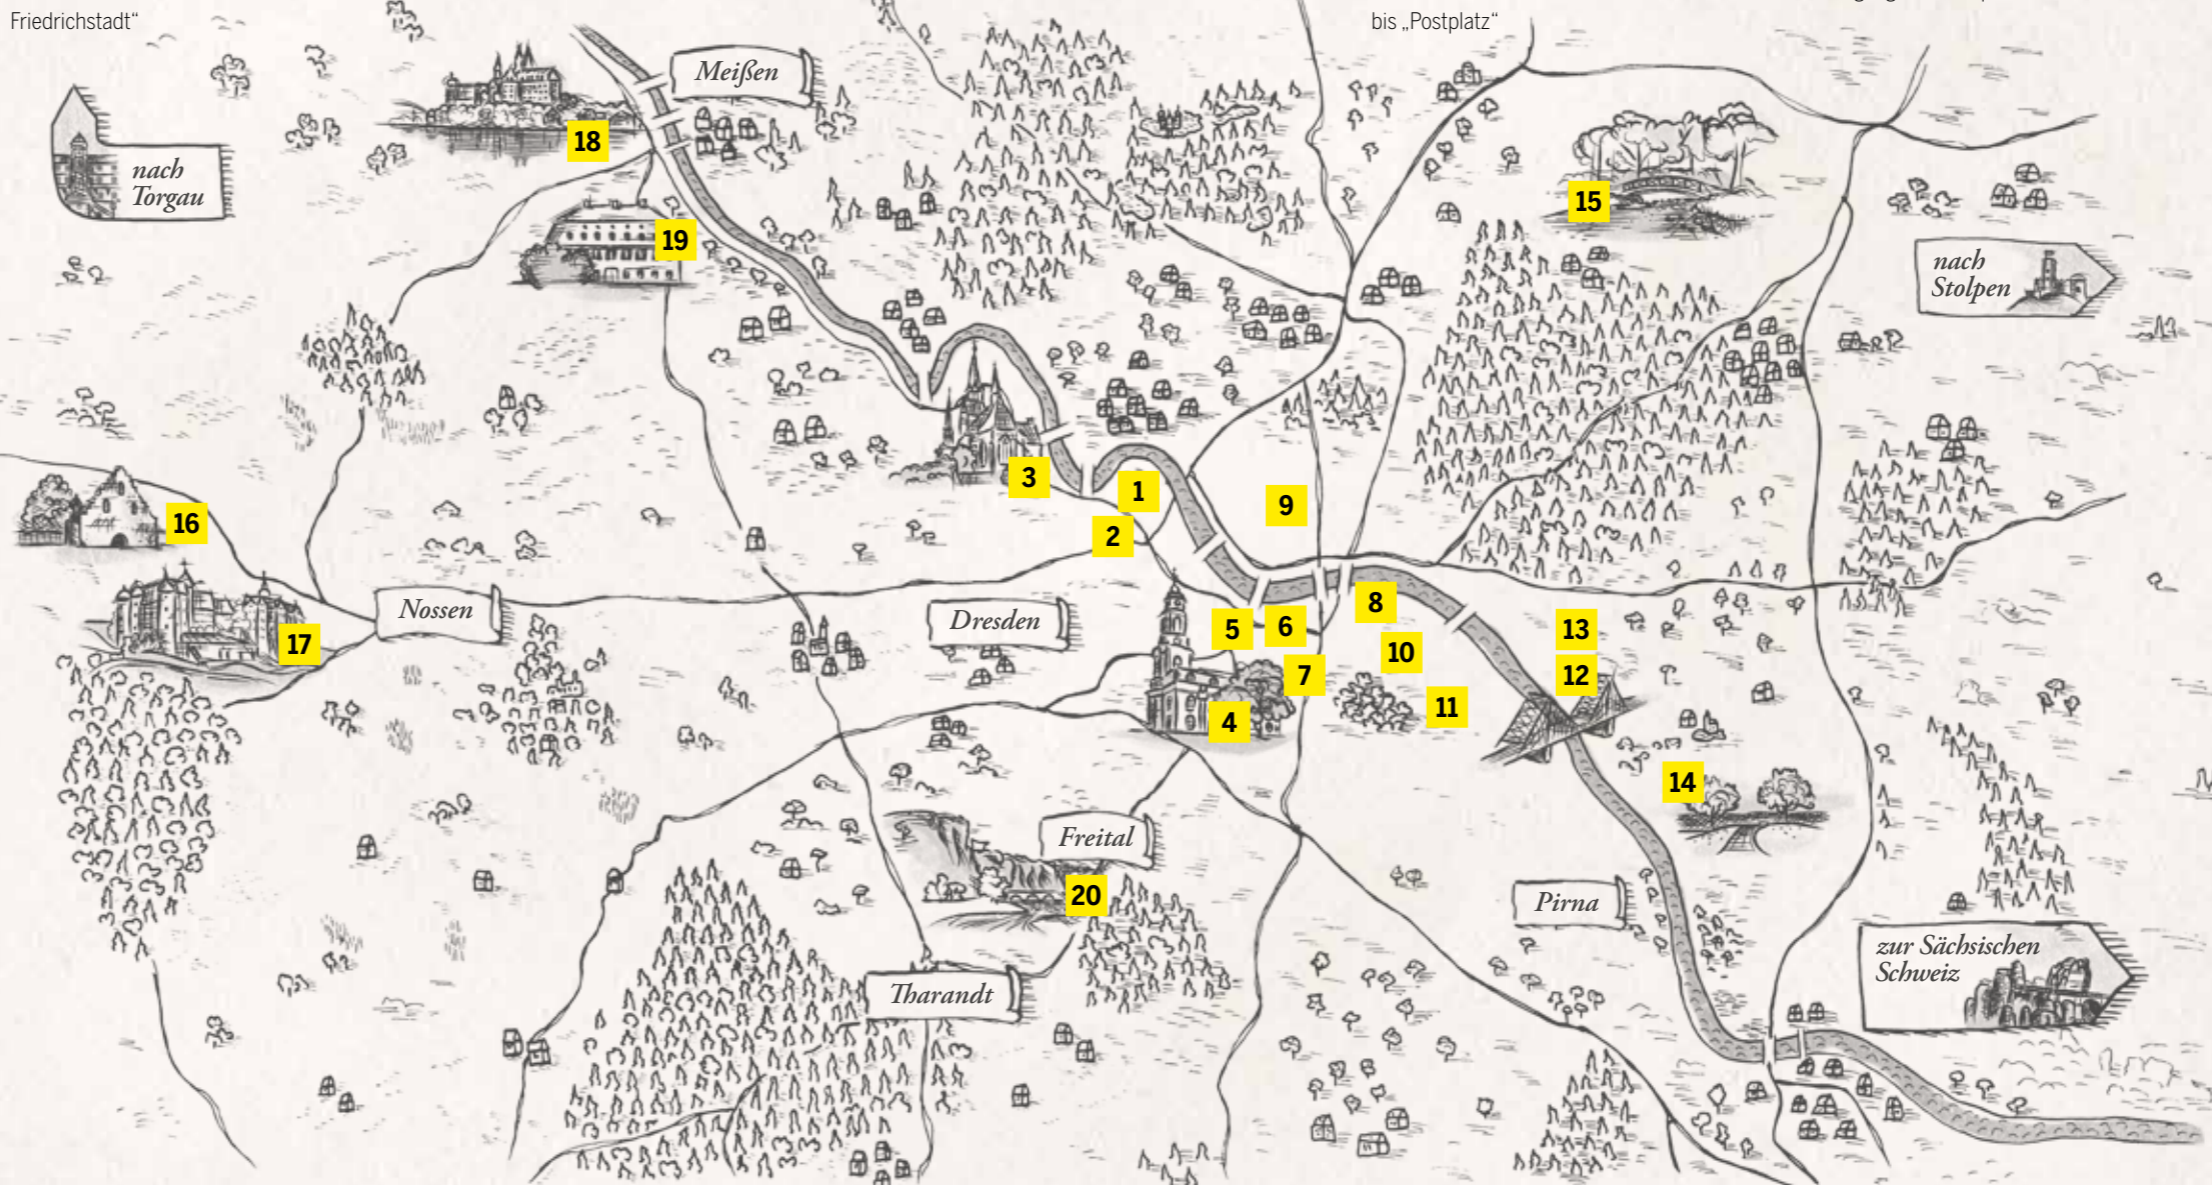 Friedrichstadt“
bis „Postplatz“
Meißen
18
nach
Torgau
15
19
nach
Stolpen
3
1
9
16
2
Nossen
17
Dresden
5
6
8
13
10
12
7
11
4
14
Freital
20
Pirna
zur Sächsischen
Schweiz
Tharandt